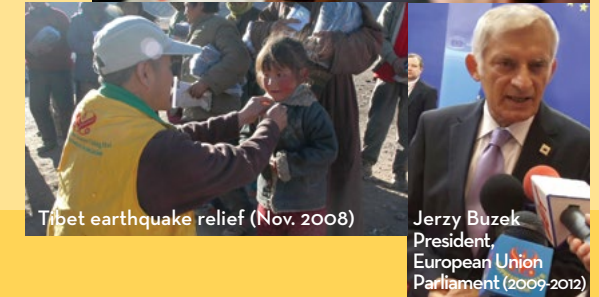 Tibet earthquake relief (Nov. 2008)
Jerzy Buzek
President,
European Union
Parliament (2009-2012)